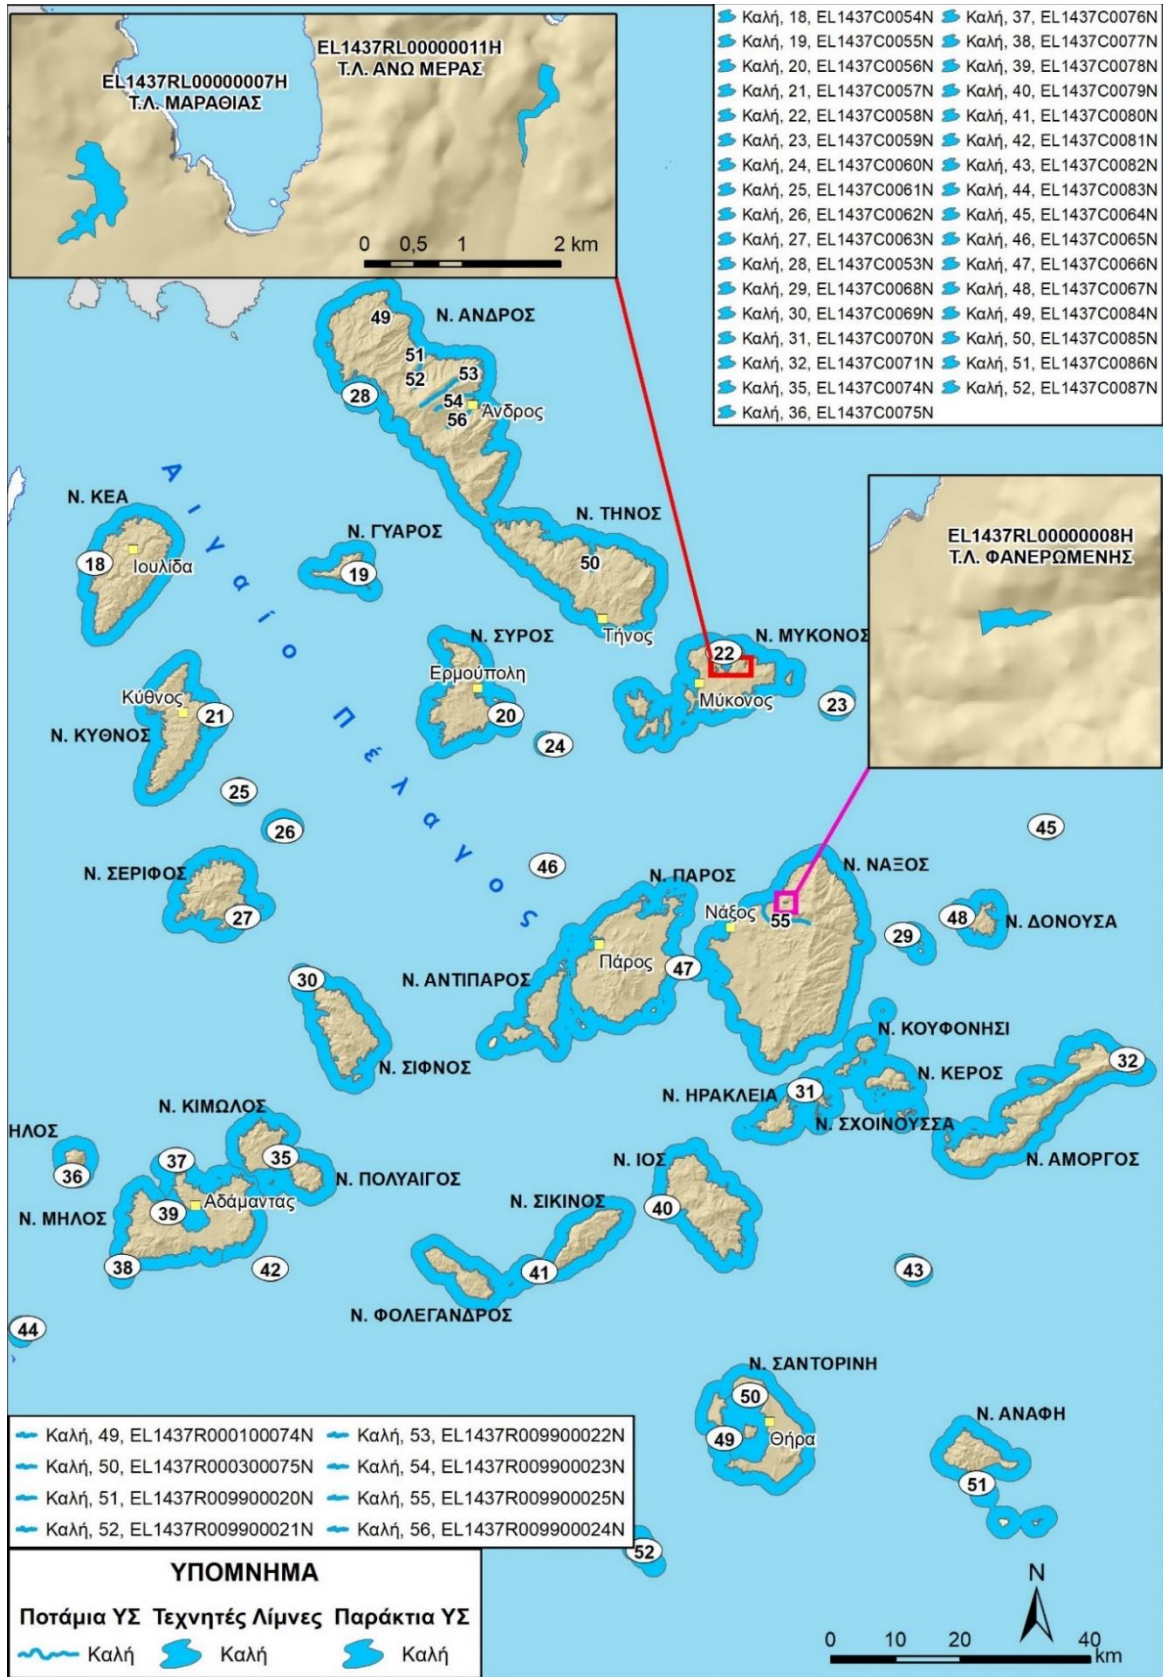 EL1437RL00000011H
Τ.Λ. ΑΝΩ ΜΕΡΑΣ
EL1437RL00000007H
Τ.Λ. ΜΑΡΑΘΙΑΣ
0 0,5 1 2 km
Καλή, 18, EL1437C0054N
Καλή, 19, EL1437C0055N
Καλή, 20, EL1437C0056N
Καλή, 21, EL1437C0057N
Καλή, 22, EL1437C0058N
Καλή, 23, EL1437C0059N
Καλή, 24, EL1437C0060N
Καλή, 25, EL1437C0061N
Καλή, 26, EL1437C0062N
Καλή, 27, EL1437C0063N
Καλή, 28, EL1437C0053N
Καλή, 29, EL1437C0068N
Καλή, 30, EL1437C0069N
Καλή, 31, EL1437C0070N
Καλή, 32, EL1437C0071N
Καλή, 35, EL1437C0074N
Καλή, 36, EL1437C0075N
Καλή, 37, EL1437C0076N
Καλή, 38, EL1437C0077N
Καλή, 39, EL1437C0078N
Καλή, 40, EL1437C0079N
Καλή, 41, EL1437C0080N
Καλή, 42, EL1437C0081N
Καλή, 43, EL1437C0082N
Καλή, 44, EL1437C0083N
Καλή, 45, EL1437C0064N
Καλή, 46, EL1437C0065N
Καλή, 47, EL1437C0066N
Καλή, 48, EL1437C0067N
Καλή, 49, EL1437C0084N
Καλή, 50, EL1437C0085N
Καλή, 51, EL1437C0086N
Καλή, 52, EL1437C0087N
Ν. ΑΝΔΡΟΣ
49
51
52
53
54
56
28
Άνδρος
Αιγαίο Πέλαγος
Ν. ΚΕΑ
18
Ιουλίδα
Ν. ΓΥΑΡΟΣ
19
Ν. ΤΗΝΟΣ
50
Τήνος
EL1437RL00000008H
Τ.Λ. ΦΑΝΕΡΩΜΕΝΗΣ
Ν. ΣΥΡΟΣ
Ερμούπολη
20
Ν. ΜΥΚΟΝΟΣ
22
Μύκονος
23
24
Κύθνος
21
Ν. ΚΥΘΝΟΣ
25
26
45
46
Ν. ΣΕΡΙΦΟΣ
27
Ν. ΠΑΡΟΣ
Πάρος
47
Ν. ΝΑΞΟΣ
Νάξος
55
29
48
Ν. ΔΟΝΟΥΣΑ
Ν. ΑΝΤΙΠΑΡΟΣ
30
Ν. ΣΙΦΝΟΣ
Ν. ΚΟΥΦΟΝΗΣΙ
Ν. ΚΕΡΟΣ
32
Ν. ΗΡΑΚΛΕΙΑ
31
Ν. ΣΧΟΙΝΟΥΣΣΑ
Ν. ΑΜΟΡΓΟΣ
Ν. ΚΙΜΩΛΟΣ
35
ΗΛΟΣ
36
37
Ν. ΠΟΛΥΑΙΓΟΣ
Ν. ΜΗΛΟΣ
39
Αδάμαντας
38
42
Ν. ΙΟΣ
40
Ν. ΣΙΚΙΝΟΣ
41
43
Ν. ΦΟΛΕΓΑΝΔΡΟΣ
44
Ν. ΣΑΝΤΟΡΙΝΗ
50
49
Θήρα
Ν. ΑΝΑΦΗ
51
52
Καλή, 49, EL1437R000100074N
Καλή, 50, EL1437R000300075N
Καλή, 51, EL1437R009900020N
Καλή, 52, EL1437R009900021N
Καλή, 53, EL1437R009900022N
Καλή, 54, EL1437R009900023N
Καλή, 55, EL1437R009900025N
Καλή, 56, EL1437R009900024N
ΥΠΟΜΝΗΜΑ
Ποτάμια ΥΣ Τεχνητές Λίμνες Παράκτια ΥΣ
Καλή Καλή Καλή
N
0 10 20 40 km